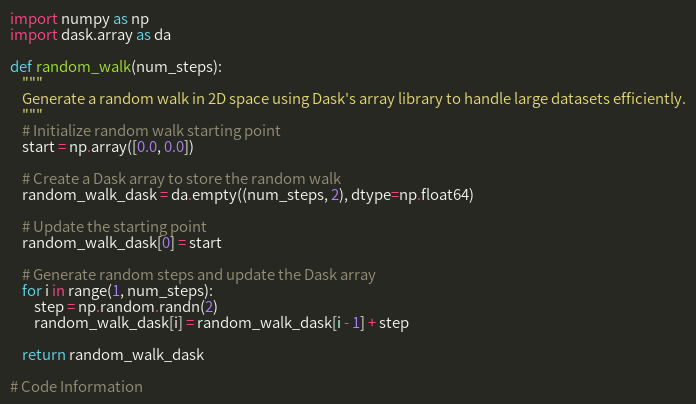 import numpy as np
import dask.array as da

def random_walk(num_steps):
    """
    Generate a random walk in 2D space using Dask's array library to handle large datasets efficiently.
    """
    # Initialize random walk starting point
    start = np.array([0.0, 0.0])

    # Create a Dask array to store the random walk
    random_walk_dask = da.empty((num_steps, 2), dtype=np.float64)

    # Update the starting point
    random_walk_dask[0] = start

    # Generate random steps and update the Dask array
    for i in range(1, num_steps):
        step = np.random.randn(2)
        random_walk_dask[i] = random_walk_dask[i - 1] + step

    return random_walk_dask

# Code Information